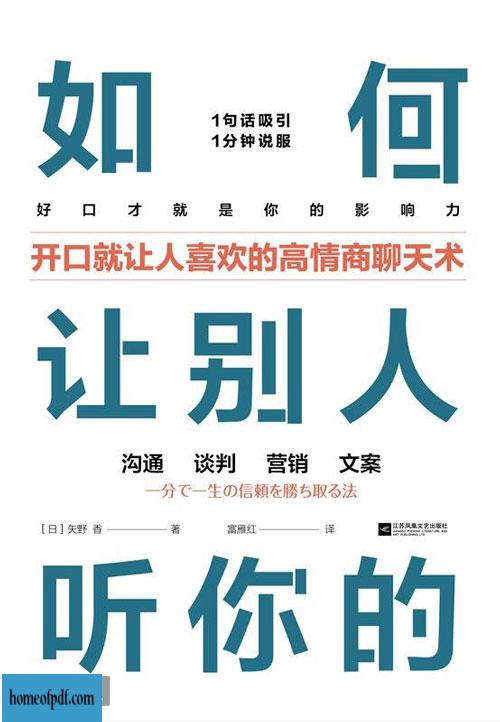 如何
1句话吸引
1分钟说服
好口才就是你的影响力
开口就让人喜欢的高情商聊天术
让别人
沟通 谈判 营销 文案
一分で一生の信頼を勝ち取る法
[日]矢野 香 著 富雁红 译
江苏凤凰文艺出版社
听你的
homeofpdf.com